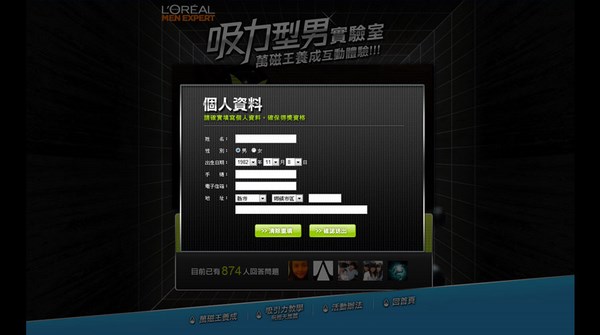 L'ORÉAL
MEN EXPERT
吸力型男實驗室
萬磁王養成互動體驗!!!
個人資料
請確實填寫個人資料，確保得獎資格
姓 名：
性 別： 男 女
出生日期： 1982 年 11 月 8 日
手 機：
電子信箱：
地 址： 縣市 鄉鎮市區
>> 清除重填 >> 確認送出
目前已有874人回答問題
萬磁王養成 吸引力教學 活動辦法 回首頁